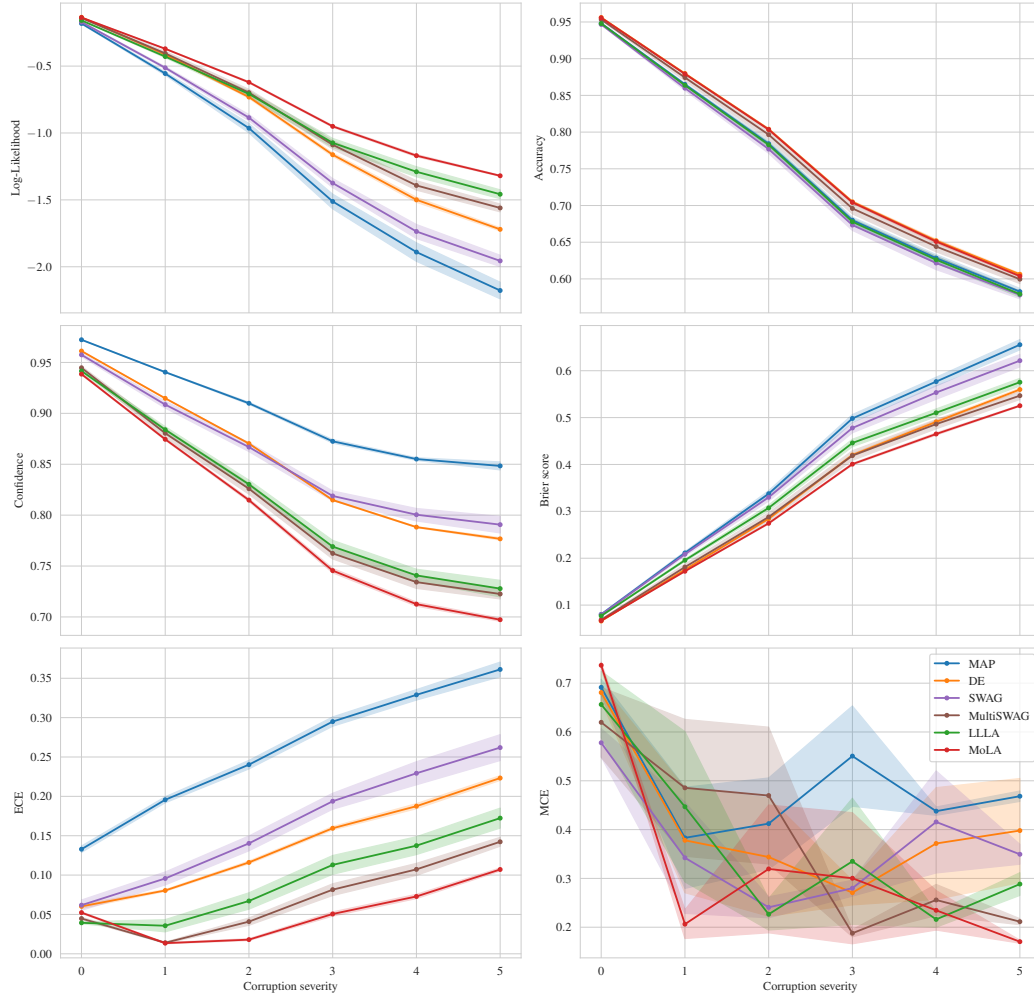 −0.5
−1.0
−1.5
−2.0
Log-Likelihood
0.95
0.90
0.85
0.80
0.75
0.70
0.65
0.60
Accuracy
0.95
0.90
0.85
0.80
0.75
0.70
Confidence
0.6
0.5
0.4
0.3
0.2
0.1
Brier score
0.35
0.30
0.25
0.20
0.15
0.10
0.05
0.00
ECE
0 1 2 3 4 5
Corruption severity
0.7
0.6
0.5
0.4
0.3
0.2
MCE
MAP
DE
SWAG
MultiSWAG
LLLA
MoLA
0 1 2 3 4 5
Corruption severity